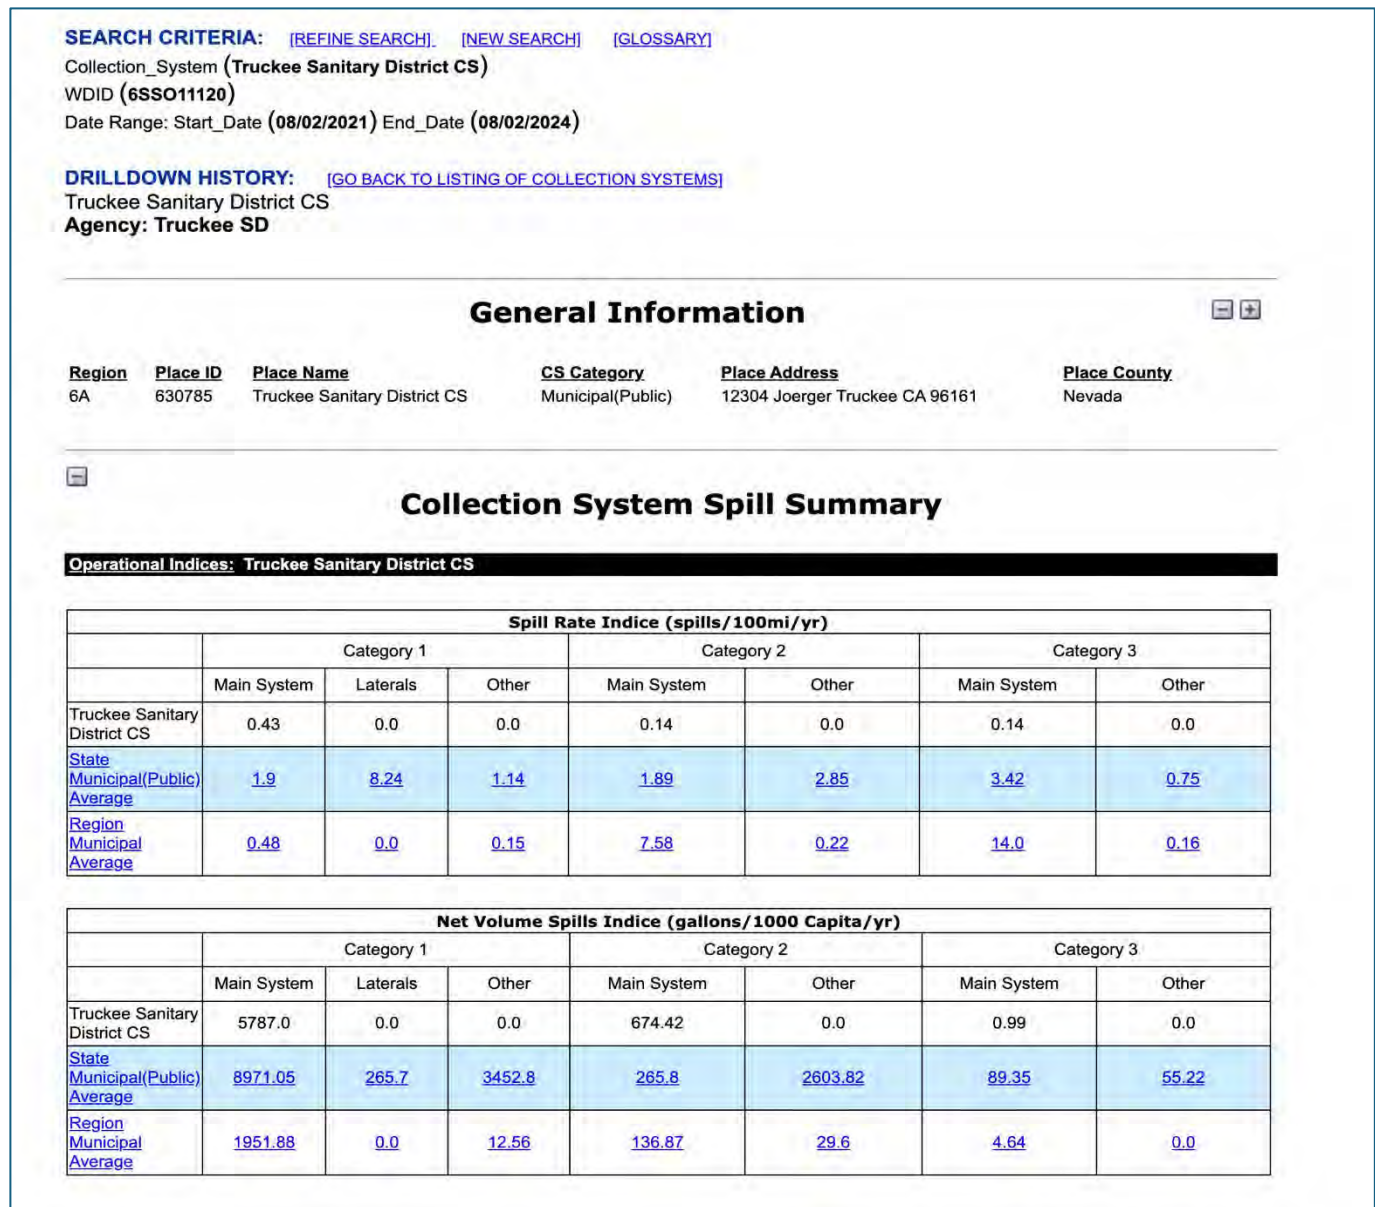 SEARCH CRITERIA: [REFINE SEARCH] [NEW SEARCH] [GLOSSARY]
Collection_System (Truckee Sanitary District CS)
WDID (6SSO11120)
Date Range: Start_Date (08/02/2021) End_Date (08/02/2024)
DRILLDOWN HISTORY: [GO BACK TO LISTING OF COLLECTION SYSTEMS]
Truckee Sanitary District CS
Agency: Truckee SD
General Information
Region Place ID Place Name CS Category Place Address Place County
6A 630785 Truckee Sanitary District CS Municipal(Public) 12304 Joerger Truckee CA 96161 Nevada
Collection System Spill Summary
Operational Indices: Truckee Sanitary District CS
Spill Rate Indice (spills/100mi/yr)
Category 1 Category 2 Category 3
Main System Laterals Other Main System Other Main System Other
Truckee Sanitary
District CS 0.43 0.0 0.0 0.14 0.0 0.14 0.0
State
Municipal(Public) 1.9 8.24 1.14 1.89 2.85 3.42 0.75
Average
Region
Municipal 0.48 0.0 0.15 7.58 0.22 14.0 0.16
Average
Net Volume Spills Indice (gallons/1000 Capita/yr)
Category 1 Category 2 Category 3
Main System Laterals Other Main System Other Main System Other
Truckee Sanitary
District CS 5787.0 0.0 0.0 674.42 0.0 0.99 0.0
State
Municipal(Public) 8971.05 265.7 3452.8 265.8 2603.82 89.35 55.22
Average
Region
Municipal 1951.88 0.0 12.56 136.87 29.6 4.64 0.0
Average